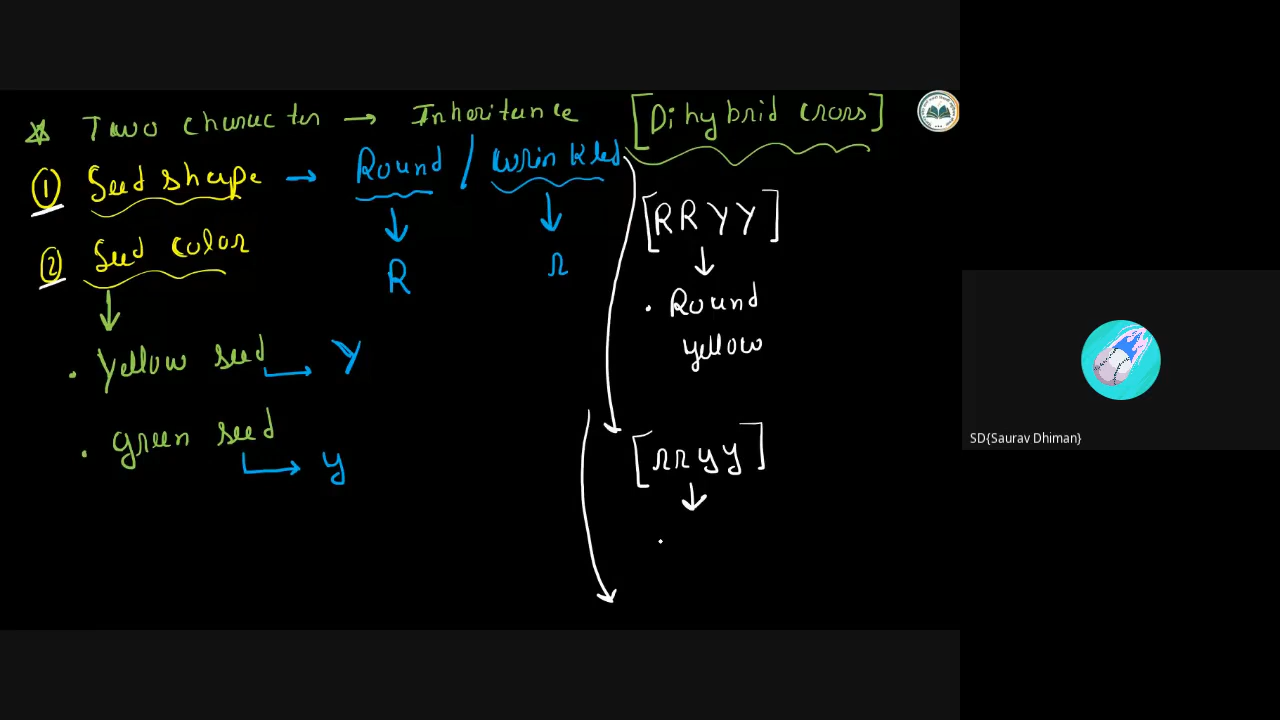 ☆ Two character → Inheritance [Dihybrid cross]
① Seed shape → Round / wrinkled
R r
② Seed color
• Yellow seed → Y
• green seed → y
[RRYY]
↓
• Round
yellow
[rryy]
↓
•
SD{Saurav Dhiman}